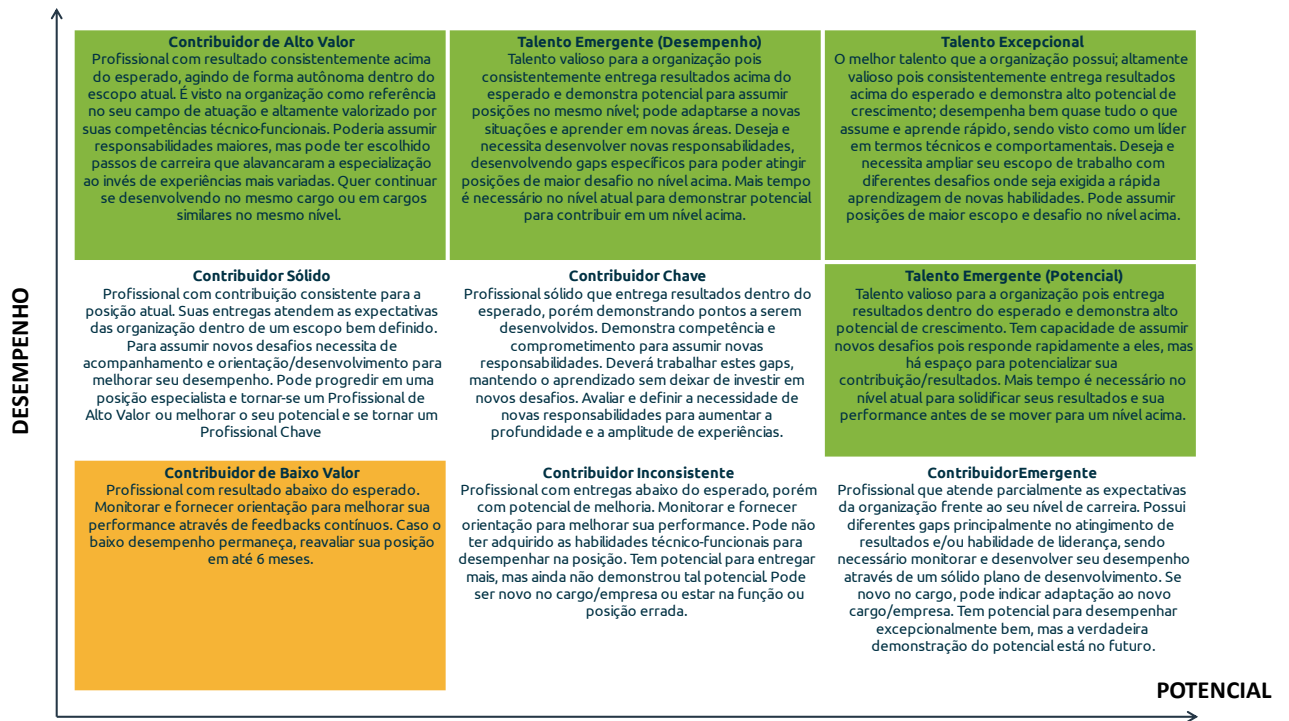 DESEMPENHO
Contribuidor de Alto Valor
Profissional com resultado consistentemente acima
do esperado, agindo de forma autônoma dentro do
escopo atual. É visto na organização como referência
no seu campo de atuação e altamente valorizado por
suas competências técnico-funcionais. Poderia assumir
responsabilidades maiores, mas pode ter escolhido
passos de carreira que alavancaram a especialização
ao invés de experiências mais variadas. Quer continuar
se desenvolvendo no mesmo cargo ou em cargos
similares no mesmo nível.
Talento Emergente (Desempenho)
Talento valioso para a organização pois
consistentemente entrega resultados acima do
esperado e demonstra potencial para assumir
posições no mesmo nível; pode adaptarse a novas
situações e aprender em novas áreas. Deseja e
necessita desenvolver novas responsabilidades,
desenvolvendo gaps específicos para poder atingir
posições de maior desafio no nível acima. Mais tempo
é necessário no nível atual para demonstrar potencial
para contribuir em um nível acima.
Talento Excepcional
O melhor talento que a organização possui; altamente
valioso pois consistentemente entrega resultados
acima do esperado e demonstra alto potencial de
crescimento; desempenha bem quase tudo o que
assume e aprende rápido, sendo visto como um líder
em termos técnicos e comportamentais. Deseja e
necessita ampliar seu escopo de trabalho com
diferentes desafios onde seja exigida a rápida
aprendizagem de novas habilidades. Pode assumir
posições de maior escopo e desafio no nível acima.
Contribuidor Sólido
Profissional com contribuição consistente para a
posição atual. Suas entregas atendem as expectativas
das organização dentro de um escopo bem definido.
Para assumir novos desafios necessita de
acompanhamento e orientação/desenvolvimento para
melhorar seu desempenho. Pode progredir em uma
posição especialista e tornar-se um Profissional de
Alto Valor ou melhorar o seu potencial e se tornar um
Profissional Chave
Contribuidor Chave
Profissional sólido que entrega resultados dentro do
esperado, porém demonstrando pontos a serem
desenvolvidos. Demonstra competência e
comprometimento para assumir novas
responsabilidades. Deverá trabalhar estes gaps,
mantendo o aprendizado sem deixar de investir em
novos desafios. Avaliar e definir a necessidade de
novas responsabilidades para aumentar a
profundidade e a amplitude de experiências.
Talento Emergente (Potencial)
Talento valioso para a organização pois entrega
resultados dentro do esperado e demonstra alto
potencial de crescimento. Tem capacidade de assumir
novos desafios pois responde rapidamente a eles, mas
há espaço para potencializar sua
contribuição/resultados. Mais tempo é necessário no
nível atual para solidificar seus resultados e sua
performance antes de se mover para um nível acima.
Contribuidor de Baixo Valor
Profissional com resultado abaixo do esperado.
Monitorar e fornecer orientação para melhorar sua
performance através de feedbacks contínuos. Caso o
baixo desempenho permaneça, reavaliar sua posição
em até 6 meses.
Contribuidor Inconsistente
Profissional com entregas abaixo do esperado, porém
com potencial de melhoria. Monitorar e fornecer
orientação para melhorar sua performance. Pode não
ter adquirido as habilidades técnico-funcionais para
desempenhar na posição. Tem potencial para entregar
mais, mas ainda não demonstrou tal potencial. Pode
ser novo no cargo/empresa ou estar na função ou
posição errada.
ContribuidorEmergente
Profissional que atende parcialmente as expectativas
da organização frente ao seu nível de carreira. Possui
diferentes gaps principalmente no atingimento de
resultados e/ou habilidade de liderança, sendo
necessário monitorar e desenvolver seu desempenho
através de um sólido plano de desenvolvimento. Se
novo no cargo, pode indicar adaptação ao novo
cargo/empresa. Tem potencial para desempenhar
excepcionalmente bem, mas a verdadeira
demonstração do potencial está no futuro.
POTENCIAL